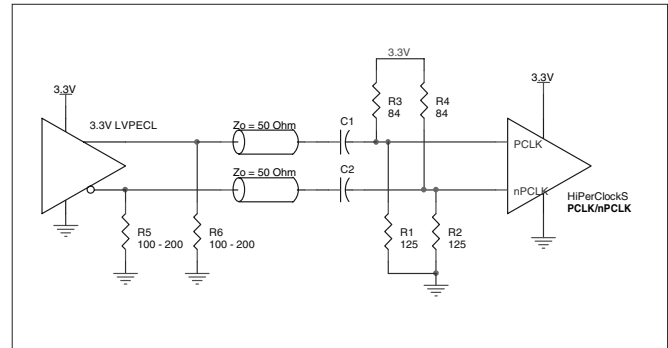 3.3V
3.3V
3.3V
R3
84
R4
84
3.3V LVPECL
Zo = 50 Ohm
C1
PCLK
Zo = 50 Ohm
C2
nPCLK
HiPerClockS
PCLK/nPCLK
R5
100 - 200
R6
100 - 200
R1
125
R2
125